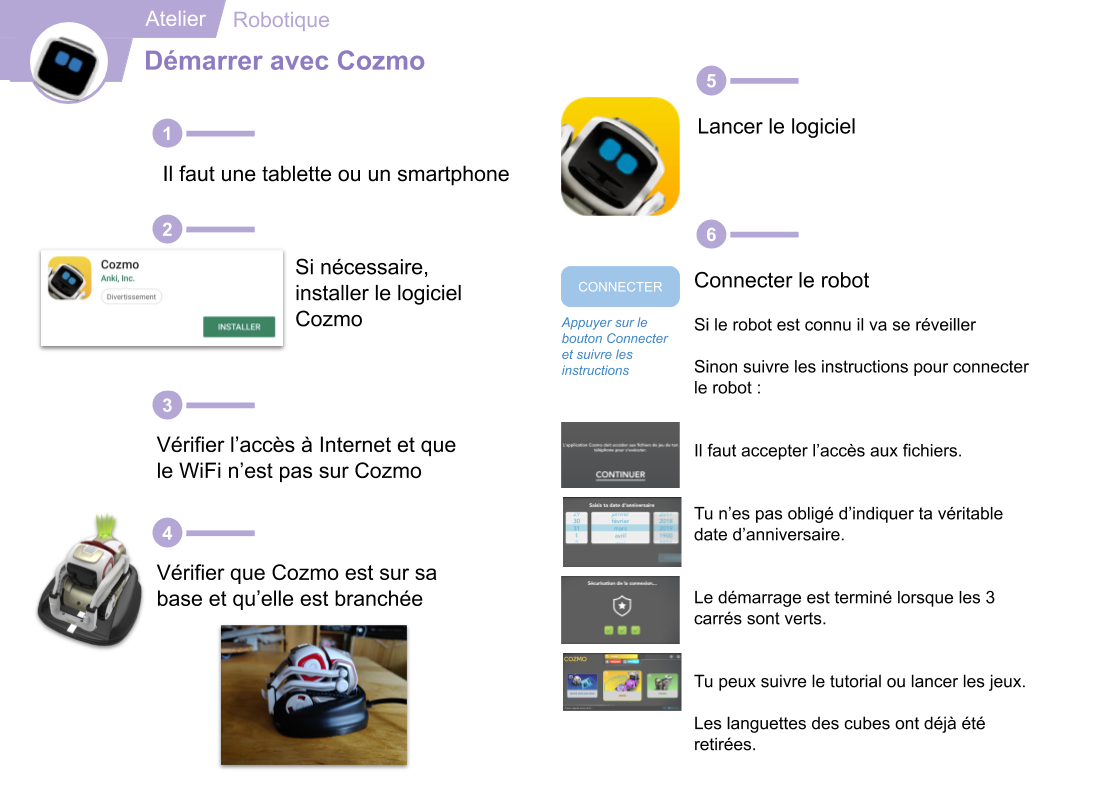 Atelier
Robotique
Démarrer avec Cozmo
1
Il faut une tablette ou un smartphone
2
Cozmo
Anki, Inc.
Divertissement
INSTALLER
Si nécessaire,
installer le logiciel
Cozmo
3
Vérifier l’accès à Internet et que
le WiFi n’est pas sur Cozmo
4
Vérifier que Cozmo est sur sa
base et qu’elle est branchée
5
Lancer le logiciel
6
CONNECTER
Appuyer sur le
bouton Connecter
et suivre les
instructions
Connecter le robot
Si le robot est connu il va se réveiller
Sinon suivre les instructions pour connecter
le robot :
L'application Cozmo doit accéder aux fichiers de jeu de ton
téléphone pour s'exécuter.
CONTINUER
Il faut accepter l’accès aux fichiers.
Saisis ta date d'anniversaire
janvier
30 février 2018
31 mars 2019
1 avril 1900
Tu n’es pas obligé d’indiquer ta véritable
date d’anniversaire.
Sécurisation de la connexion...
Le démarrage est terminé lorsque les 3
carrés sont verts.
COZMO
Tu peux suivre le tutorial ou lancer les jeux.
Les languettes des cubes ont déjà été
retirées.